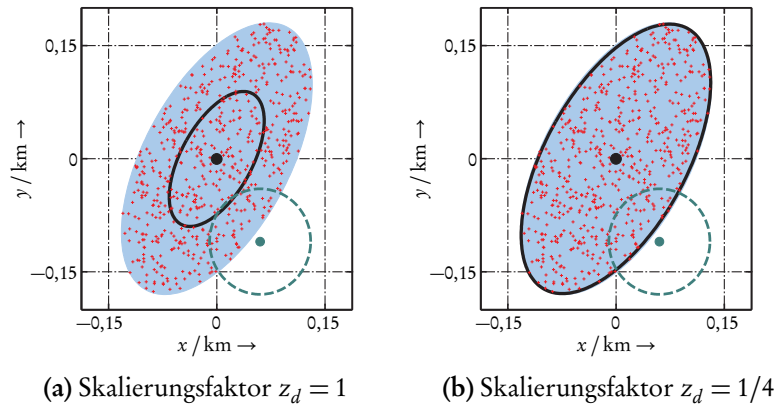 0,15
0
−0,15
y / km →
−0,15
0
0,15
x / km →
(a) Skalierungsfaktor z_d = 1
0,15
0
−0,15
y / km →
−0,15
0
0,15
x / km →
(b) Skalierungsfaktor z_d = 1/4